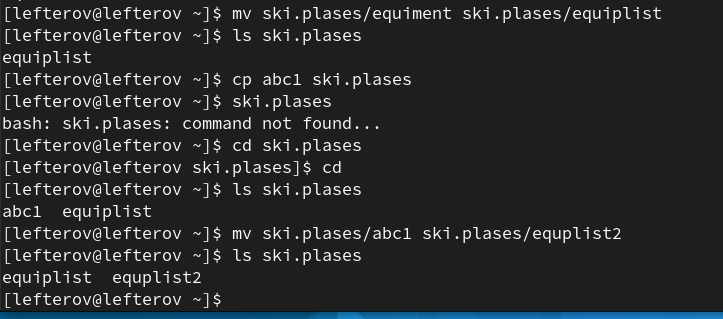 [lefterov@lefterov ~]$ mv ski.plases/equiment ski.plases/equiplist
[lefterov@lefterov ~]$ ls ski.plases
equiplist
[lefterov@lefterov ~]$ cp abc1 ski.plases
[lefterov@lefterov ~]$ ski.plases
bash: ski.plases: command not found...
[lefterov@lefterov ~]$ cd ski.plases
[lefterov@lefterov ski.plases]$ cd
[lefterov@lefterov ~]$ ls ski.plases
abc1  equiplist
[lefterov@lefterov ~]$ mv ski.plases/abc1 ski.plases/equplist2
[lefterov@lefterov ~]$ ls ski.plases
equiplist  equplist2
[lefterov@lefterov ~]$